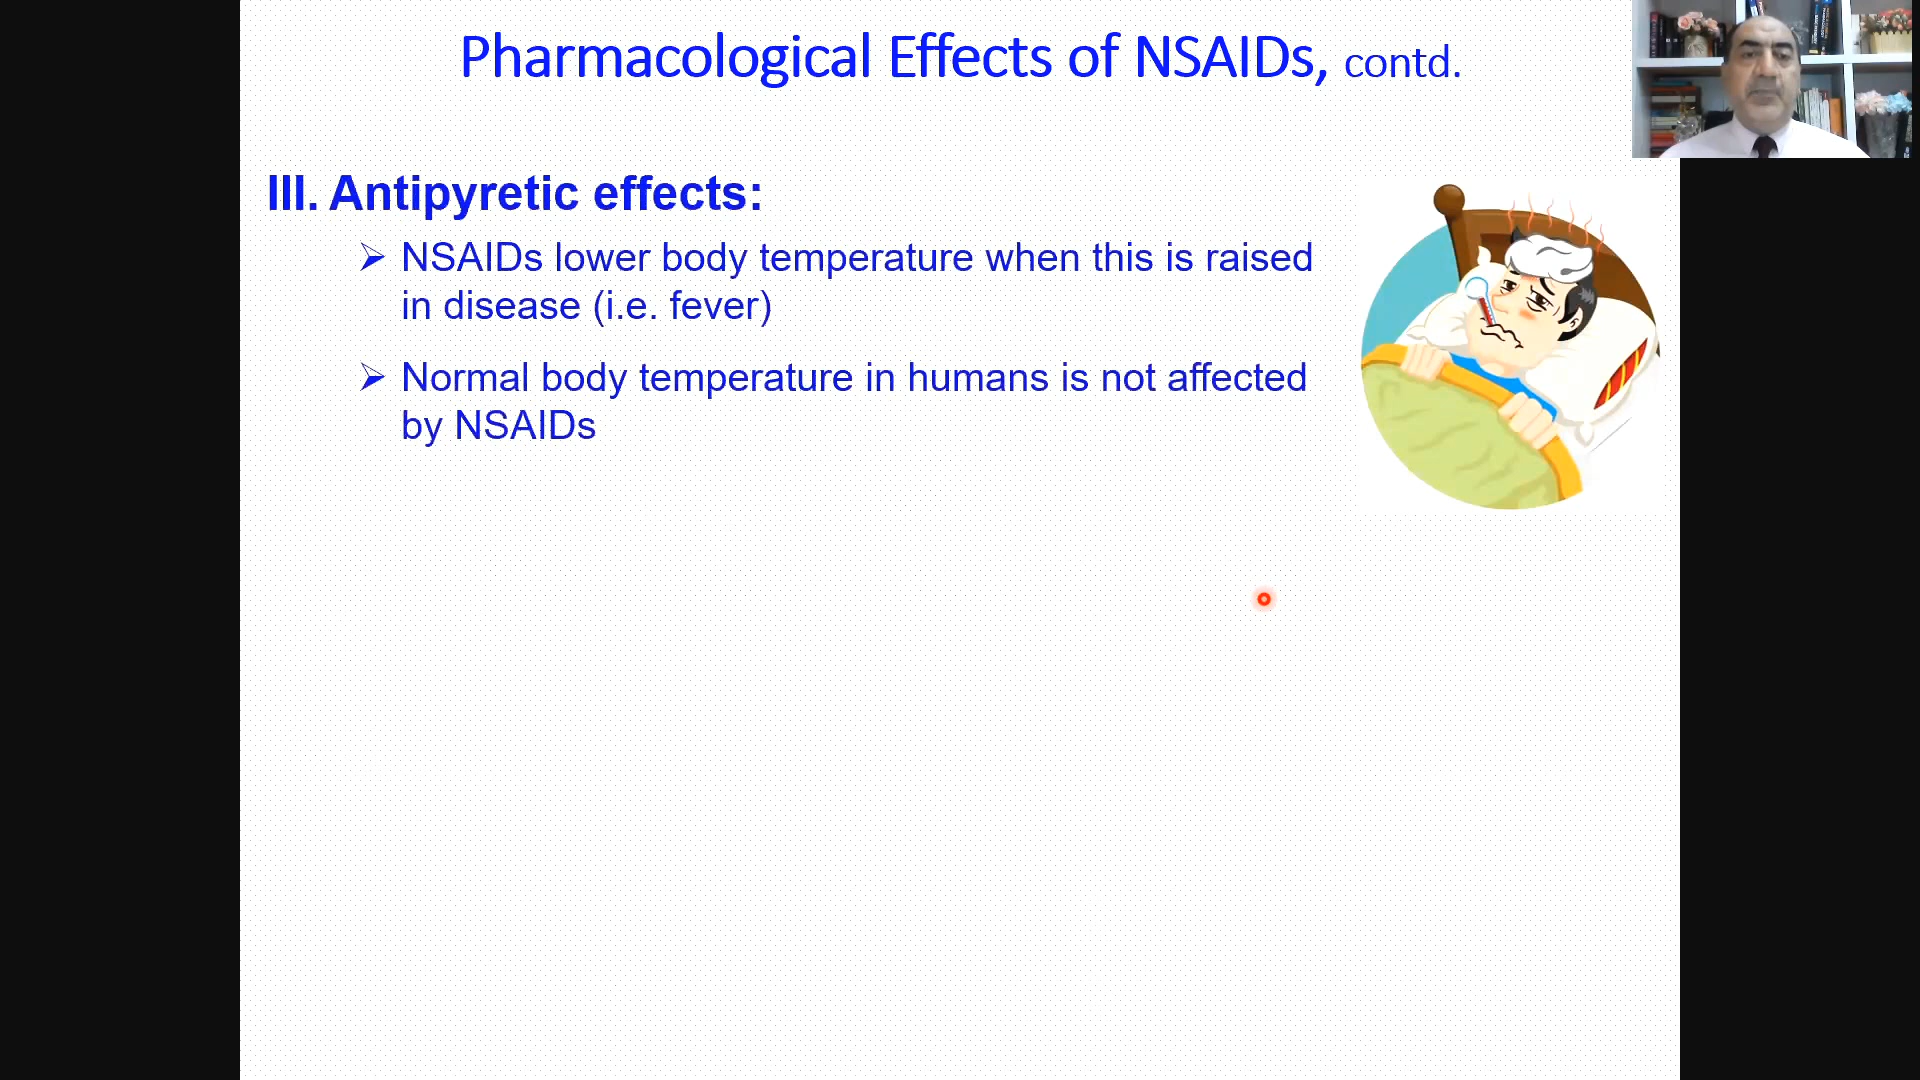 Pharmacological Effects of NSAIDs, contd.
III. Antipyretic effects:
➢ NSAIDs lower body temperature when this is raised
in disease (i.e. fever)
➢ Normal body temperature in humans is not affected
by NSAIDs